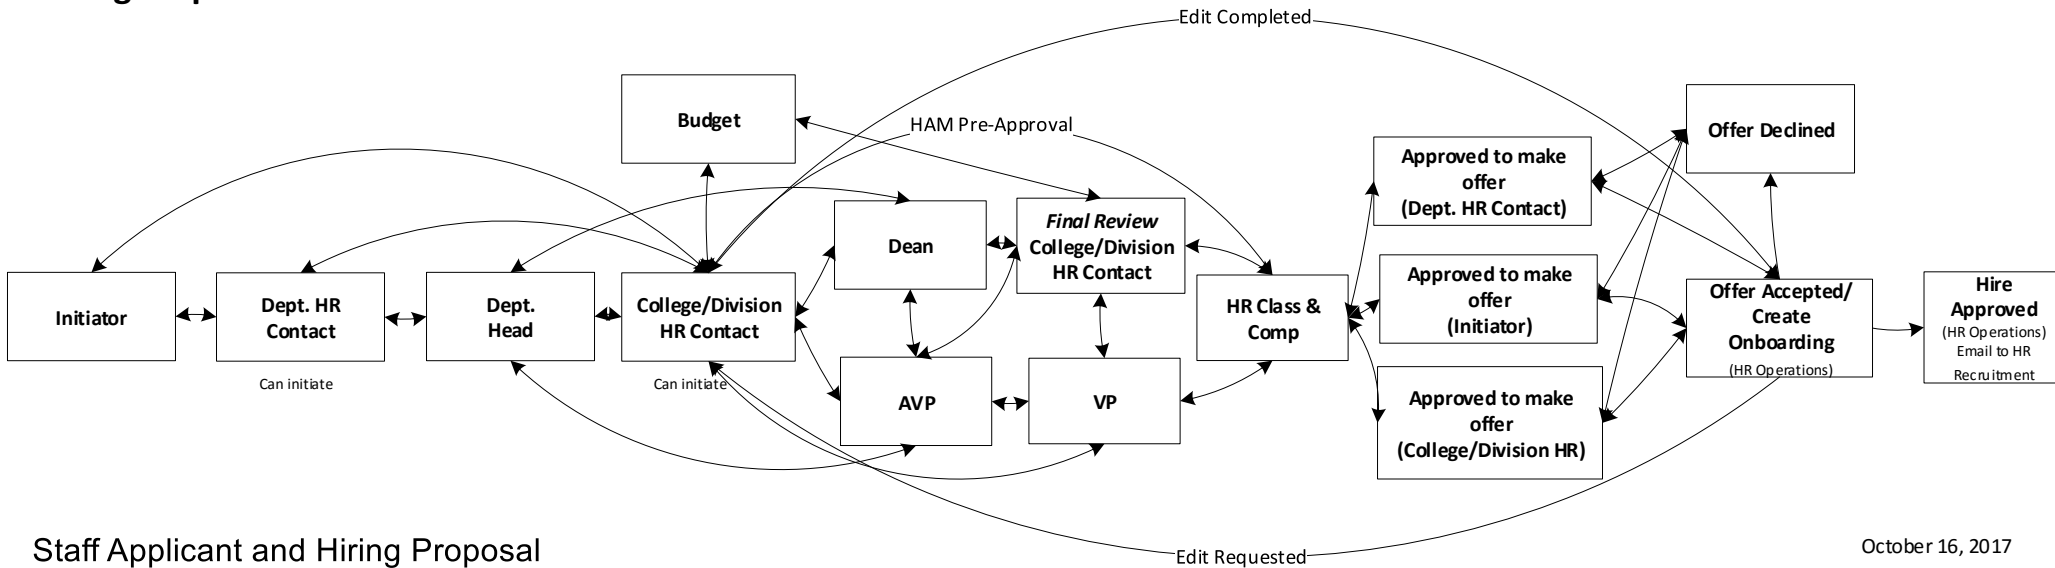 Edit Completed
Budget
HAM Pre-Approval
Offer Declined
Approved to make
offer
(Dept. HR Contact)
Dean
Final Review
College/Division
HR Contact
Initiator
Dept. HR
Contact
Can initiate
Dept.
Head
College/Division
HR Contact
Can initiate
HR Class &
Comp
Approved to make
offer
(Initiator)
Offer Accepted/
Create
Onboarding
(HR Operations)
Hire
Approved
(HR Operations)
Email to HR
Recruitment
AVP
VP
Approved to make
offer
(College/Division HR)
Edit Requested
Staff Applicant and Hiring Proposal
October 16, 2017